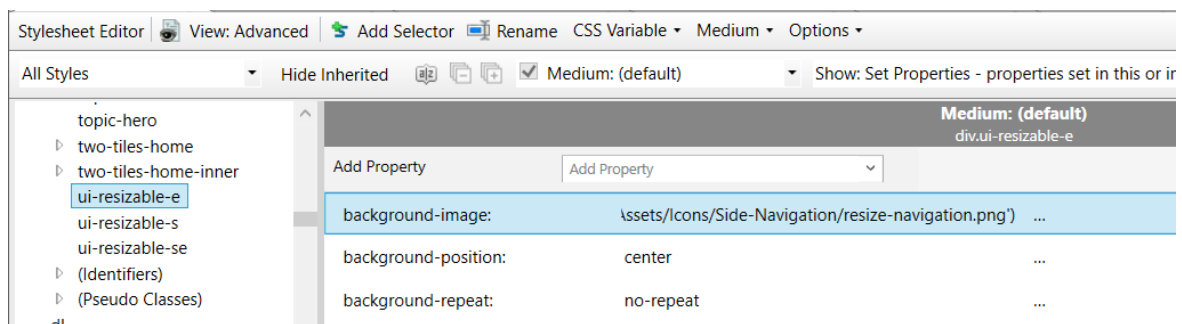 Stylesheet Editor View: Advanced Add Selector Rename CSS Variable Medium Options
All Styles Hide Inherited Medium: (default) Show: Set Properties - properties set in this or
topic-hero
two-tiles-home
two-tiles-home-inner
ui-resizable-e
ui-resizable-s
ui-resizable-se
(Identifiers)
(Pseudo Classes)
Medium: (default)
div.ui-resizable-e
Add Property Add Property
background-image: Assets/Icons/Side-Navigation/resize-navigation.png') ...
background-position: center ...
background-repeat: no-repeat ...